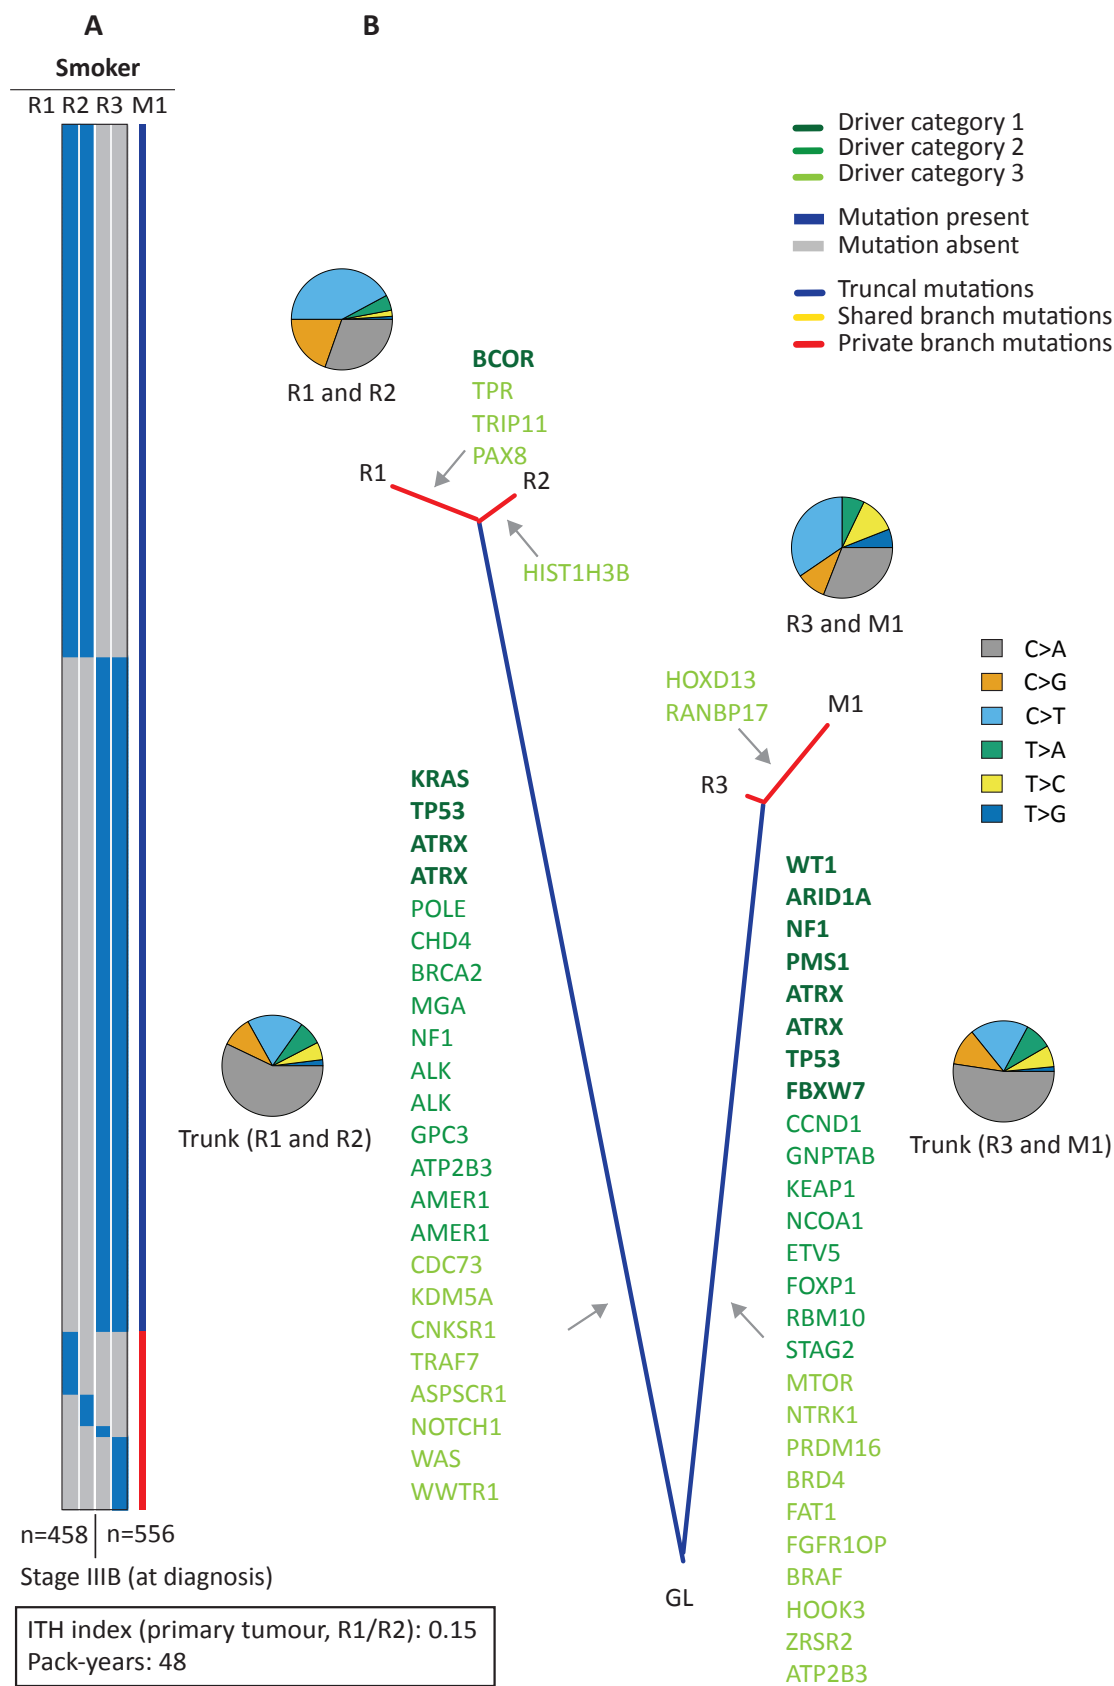 A
B
Smoker
R1 R2 R3 M1
Driver category 1
Driver category 2
Driver category 3
Mutation present
Mutation absent
Truncal mutations
Shared branch mutations
Private branch mutations
R1 and R2
BCOR
TPR
TRIP11
PAX8
R1
R2
HIST1H3B
R3 and M1
HOXD13
RANBP17
M1
R3
C>A
C>G
C>T
T>A
T>C
T>G
KRAS
TP53
ATRX
ATRX
POLE
CHD4
BRCA2
MGA
NF1
ALK
ALK
GPC3
ATP2B3
AMER1
AMER1
CDC73
KDM5A
CNKSR1
TRAF7
ASPSCR1
NOTCH1
WAS
WWTR1
Trunk (R1 and R2)
WT1
ARID1A
NF1
PMS1
ATRX
ATRX
TP53
FBXW7
CCND1
GNPTAB
KEAP1
NCOA1
ETV5
FOXP1
RBM10
STAG2
MTOR
NTRK1
PRDM16
BRD4
FAT1
FGFR1OP
BRAF
HOOK3
ZRSR2
ATP2B3
Trunk (R3 and M1)
GL
n=458 n=556
Stage IIIB (at diagnosis)
ITH index (primary tumour, R1/R2): 0.15
Pack-years: 48